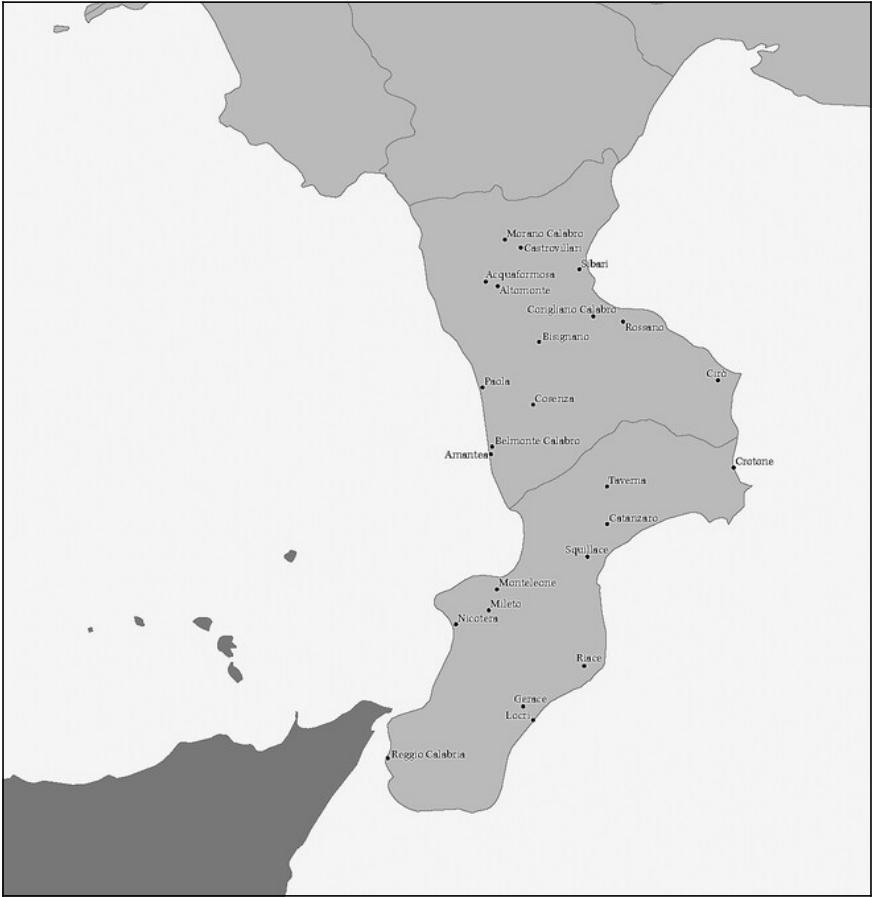 Morano Calabro
Castrovillari
Sibari
Acquaformosa
Altomonte
Corigliano Calabro
Rossano
Bisignano
Cirò
Paola
Cosenza
Belmonte Calabro
Amantea
Crotone
Taverna
Catanzaro
Squillace
Monteleone
Mileto
Nicotera
Riace
Gerace
Locri
Reggio Calabria